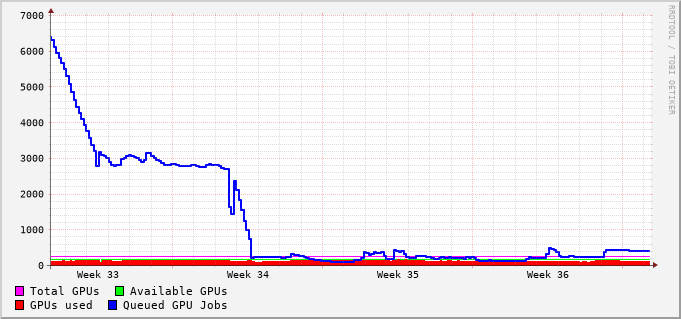 7000
6000
5000
4000
3000
2000
1000
0
Week 33 Week 34 Week 35 Week 36
Total GPUs Available GPUs
GPUs used Queued GPU Jobs
RRDTOOL / TOBI OETIKER